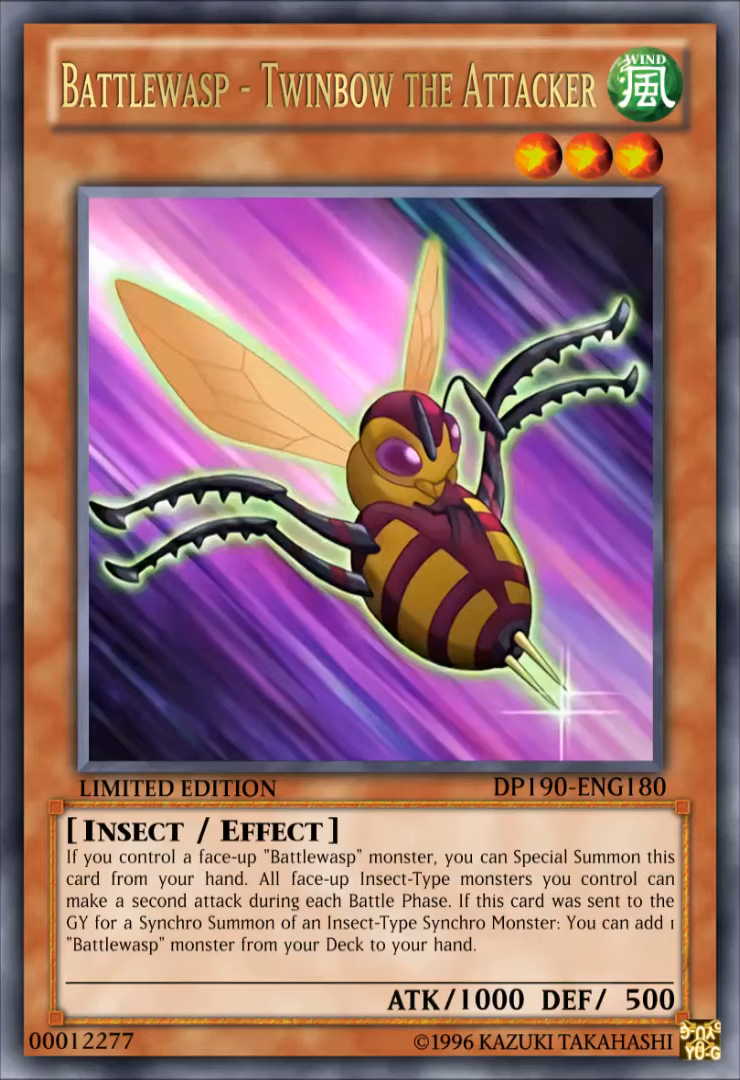 BATTLEWASP - TWINBOW THE ATTACKER
WIND
風
LIMITED EDITION DP190-ENG180
[ INSECT / EFFECT ]
If you control a face-up "Battlewasp" monster, you can Special Summon this
card from your hand. All face-up Insect-Type monsters you control can
make a second attack during each Battle Phase. If this card was sent to the
GY for a Synchro Summon of an Insect-Type Synchro Monster: You can add 1
"Battlewasp" monster from your Deck to your hand.
ATK/1000 DEF/ 500
00012277 ©1996 KAZUKI TAKAHASHI